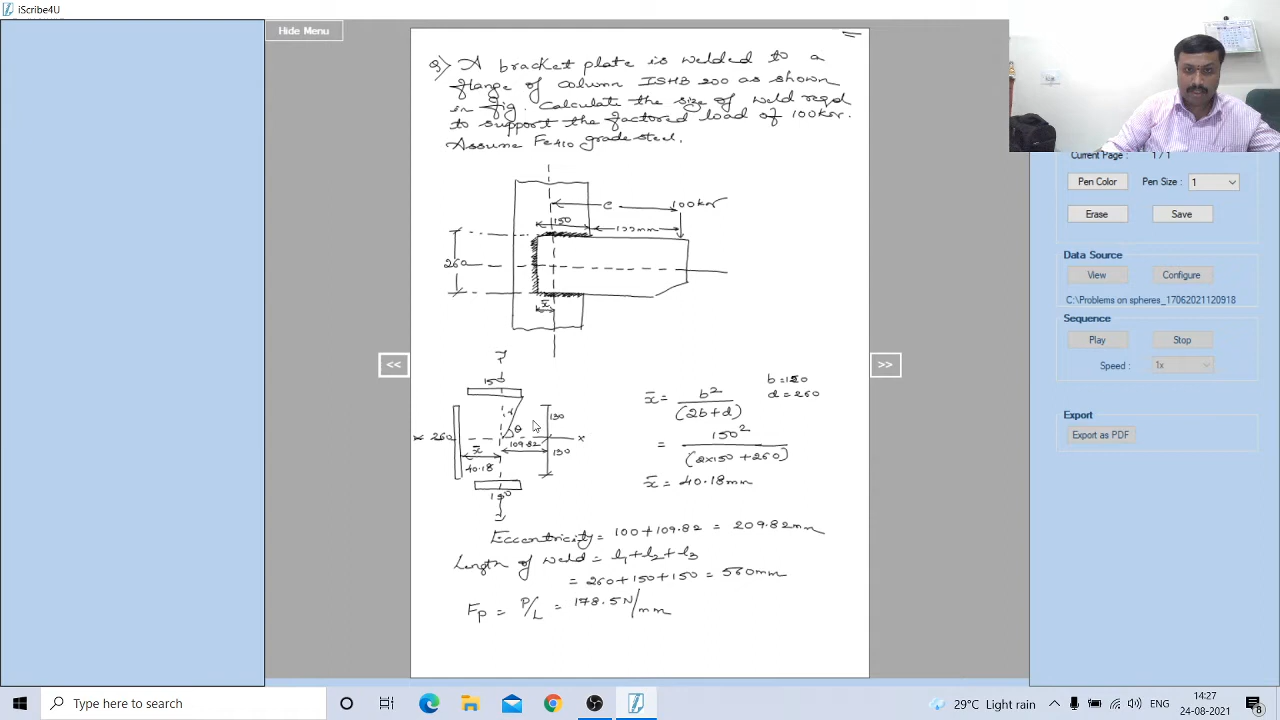 iScribe4U
Hide Menu
Q) A bracket plate is welded to a
flange of column ISHB 200 as shown
in fig. Calculate the size of weld reqd
to support the factored load of 100kN.
Assume Fe410 grade steel.
e
100kN
150
100mm
260
x̄
y
150
260
r
θ
130
x
x
109.82
x̄
130
40.18
150
y
x̄ = b²/(2b+d)
b=150
d=260
= 150²/(2x150+260)
x̄ = 40.18mm
Eccentricity = 100+109.82 = 209.82mm
Length of weld = l1+l2+l3
= 260+150+150 = 560mm
Fp = P/L = 178.5N/mm
<<
>>
Current Page : 1 / 1
Pen Color
Pen Size :
1
Erase
Save
Data Source
View
Configure
C:\Problems on spheres_17062021120918
Sequence
Play
Stop
Speed :
1x
Export
Export as PDF
Type here to search
29°C Light rain
ENG
14:27
24-08-2021
8